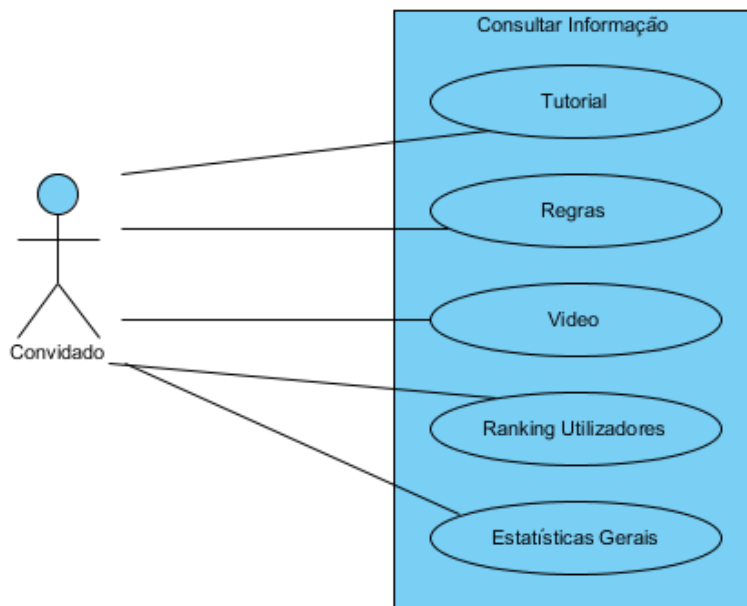 Consultar Informação
Tutorial
Regras
Video
Convidado
Ranking Utilizadores
Estatísticas Gerais